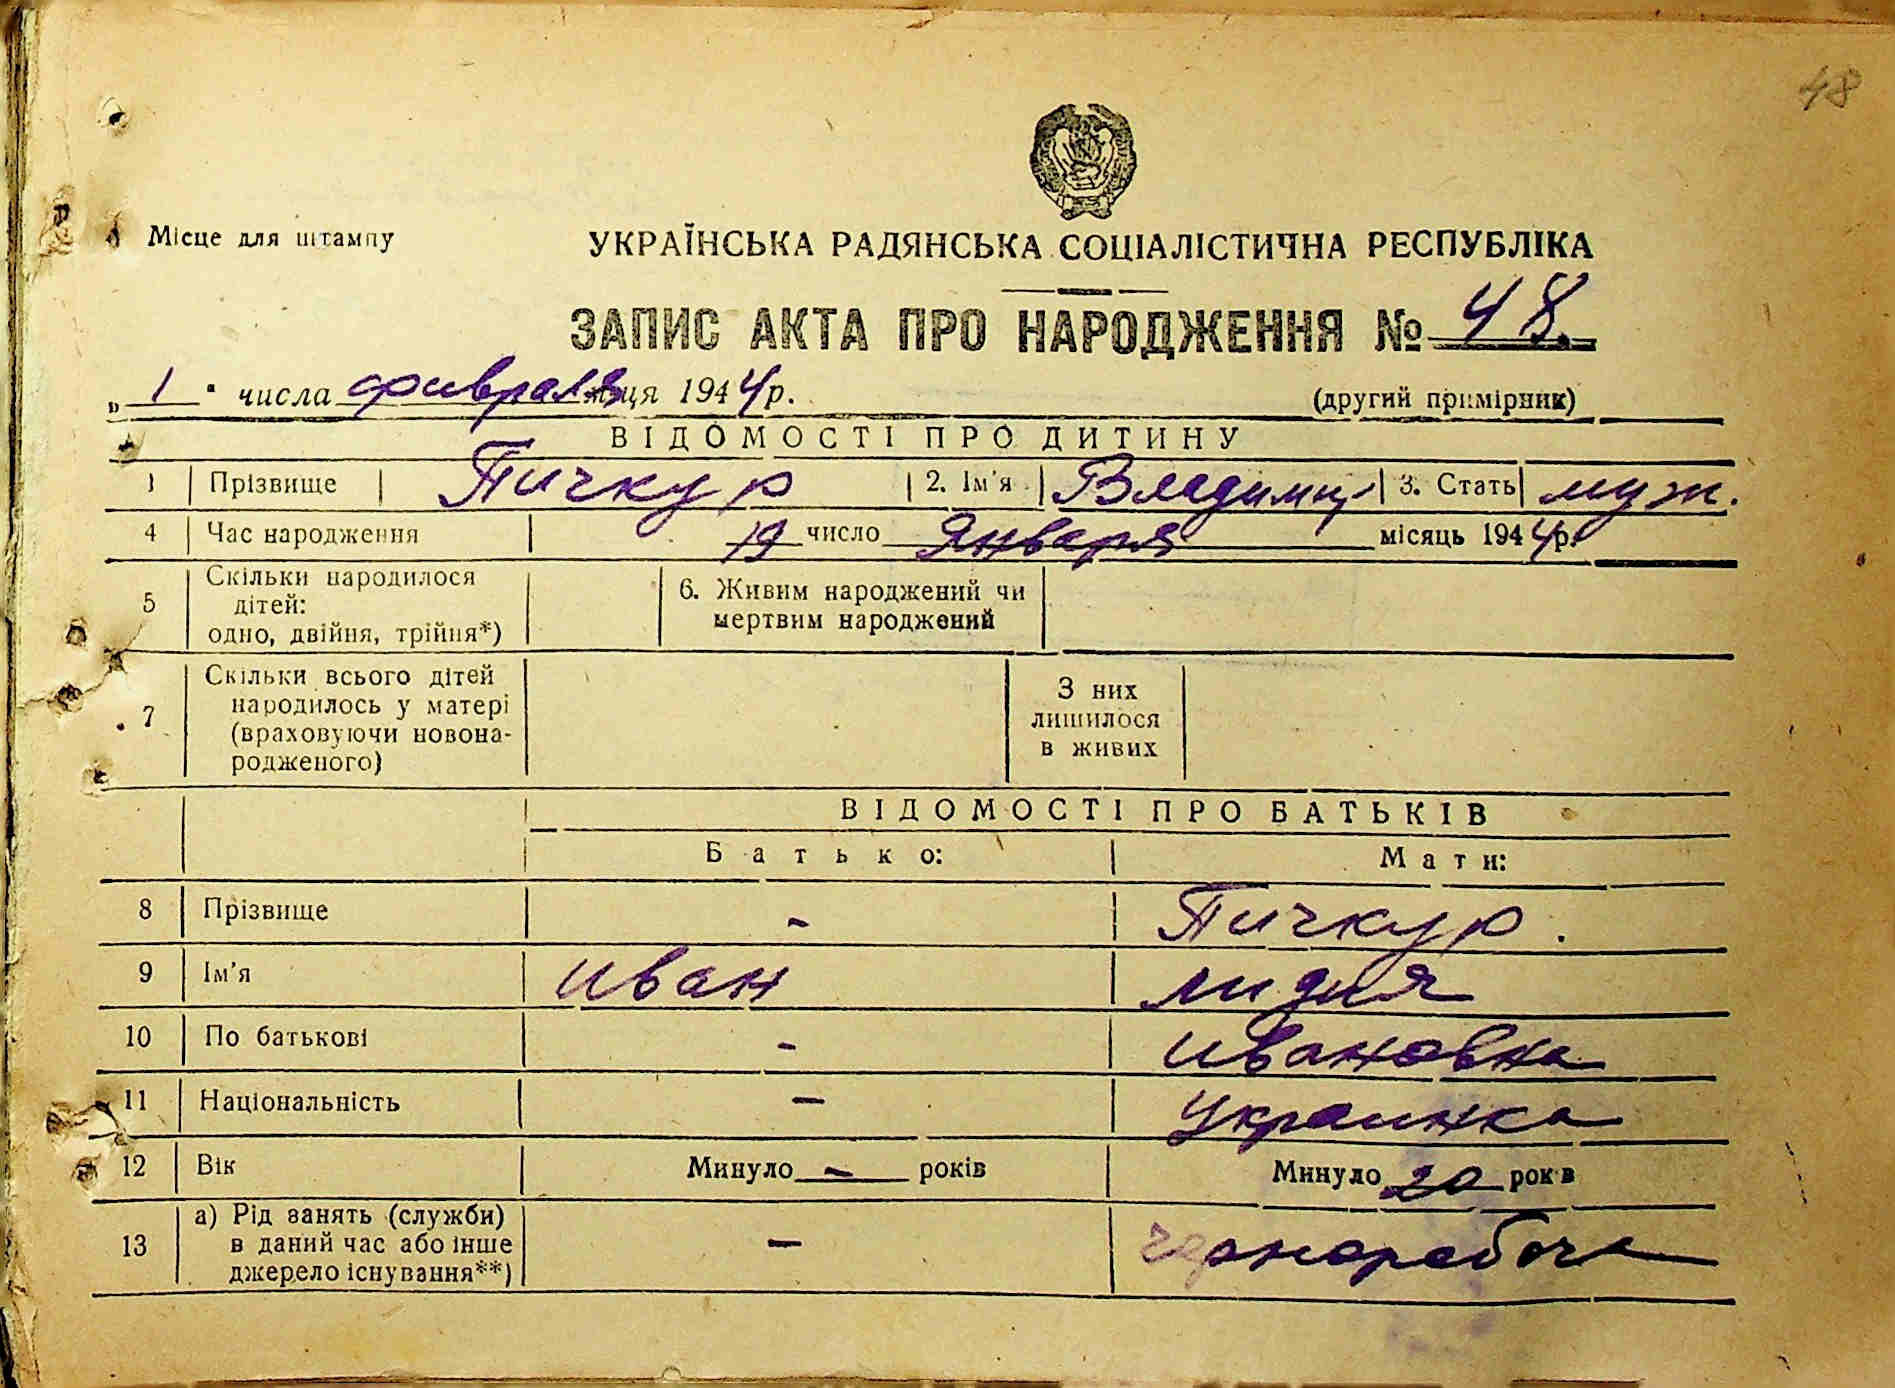 48
Місце для штампу
УКРАЇНСЬКА РАДЯНСЬКА СОЦІАЛІСТИЧНА РЕСПУБЛІКА
ЗАПИС АКТА ПРО НАРОДЖЕННЯ № 48.
„ 1 " числа февраля місця 1944 р. (другий примірник)
ВІДОМОСТІ ПРО ДИТИНУ
1 Прізвище Пичкур 2. Ім'я Владимир 3. Стать муж.
4 Час народження 19 число Января місяць 1944 р.
5 Скільки народилося дітей: одно, двійня, трійня*) 6. Живим народжений чи мертвим народжений
7 Скільки всього дітей народилось у матері (враховуючи новонародженого) З них лишилося в живих
ВІДОМОСТІ ПРО БАТЬКІВ
Батько: Мати:
8 Прізвище - Пичкур.
9 Ім'я Иван Лидия
10 По батькові - Ивановна
11 Національність - Украинка
12 Вік Минуло - років Минуло 20 років
13 а) Рід занять (служби) в даний час або інше джерело існування**) - чернорабоч